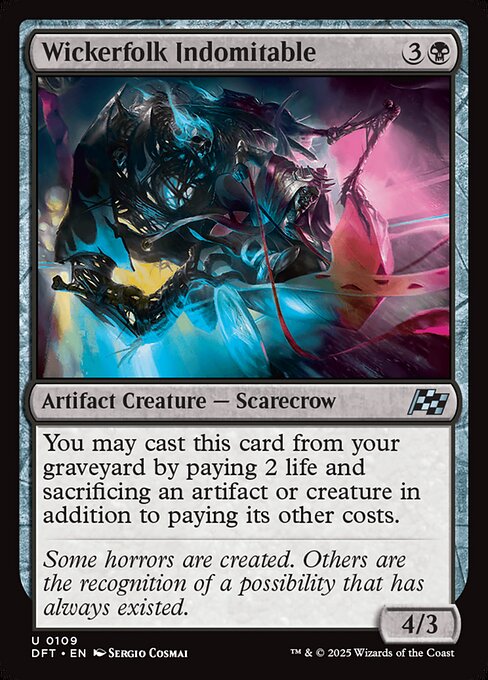 Wickerfolk Indomitable 3
Artifact Creature — Scarecrow
You may cast this card from your
graveyard by paying 2 life and
sacrificing an artifact or creature in
addition to paying its other costs.
Some horrors are created. Others are
the recognition of a possibility that has
always existed.
4/3
U 0109
DFT • EN Sergio Cosmai
™ & © 2025 Wizards of the Coast